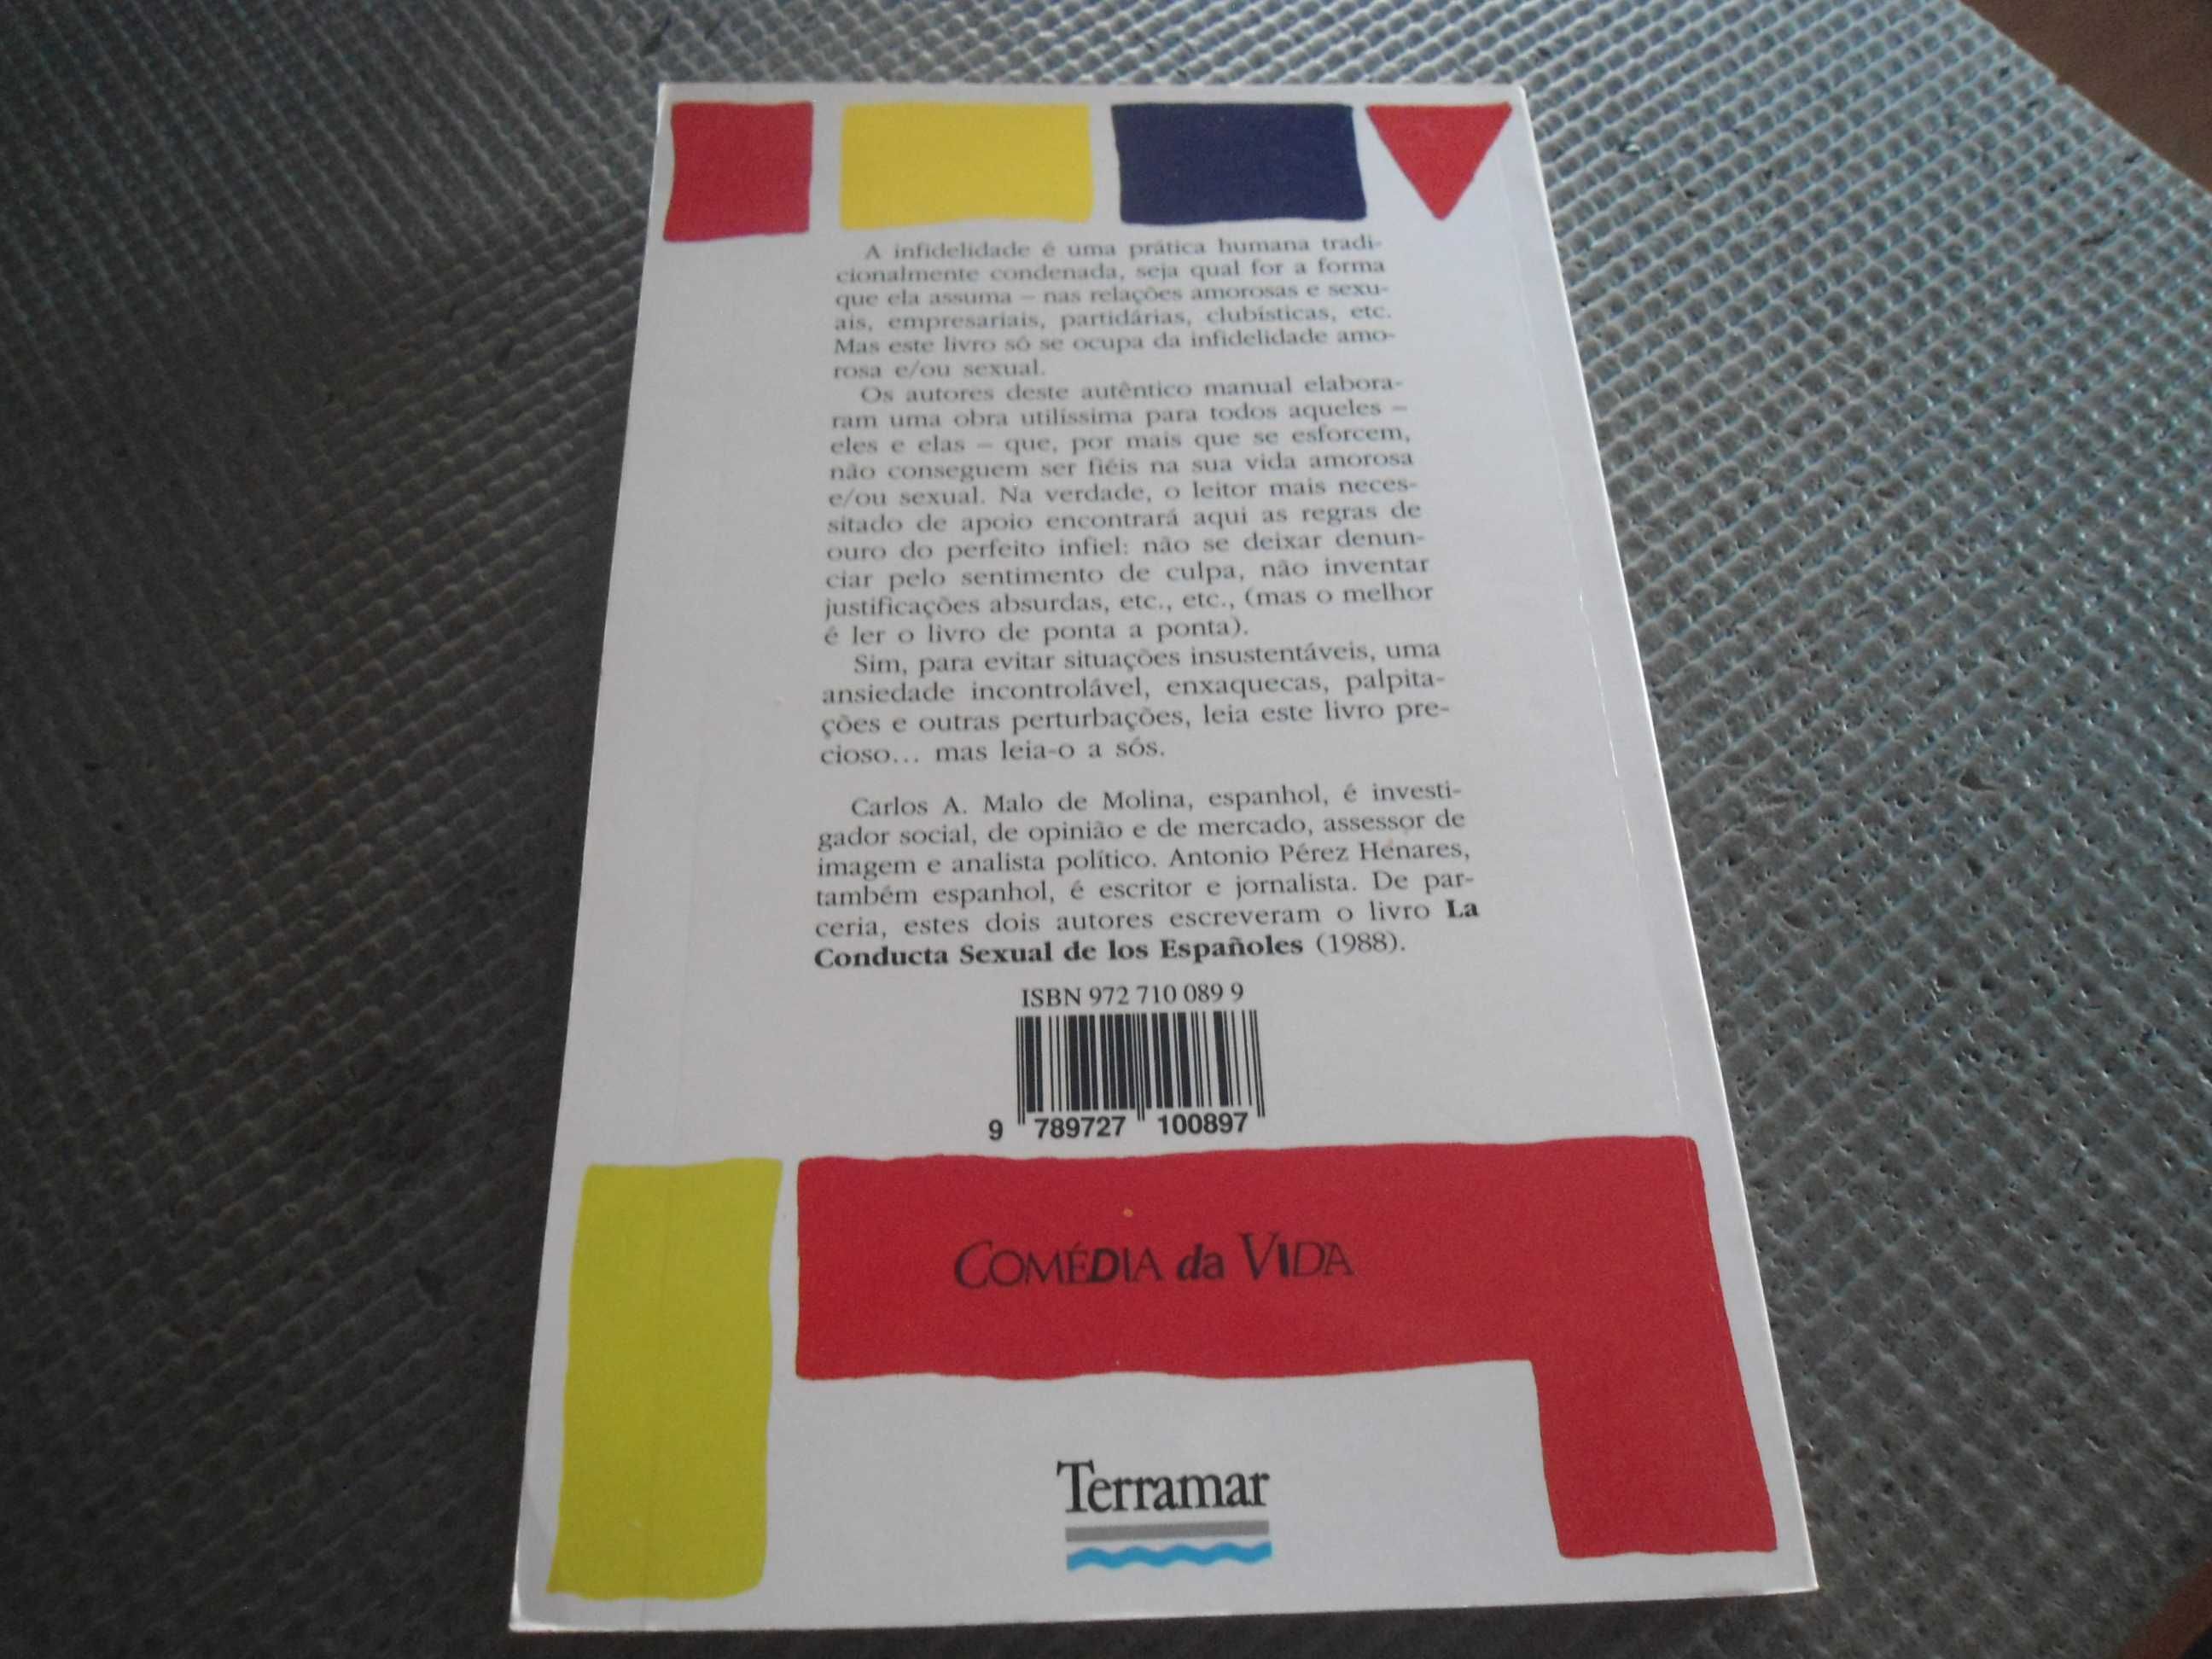 A infidelidade é uma prática humana tradi-
cionalmente condenada, seja qual for a forma
que ela assuma – nas relações amorosas e sexu-
ais, empresariais, partidárias, clubísticas, etc.
Mas este livro só se ocupa da infidelidade amo-
rosa e/ou sexual.
Os autores deste autêntico manual elabora-
ram uma obra utilíssima para todos aqueles –
eles e elas – que, por mais que se esforcem,
não conseguem ser fiéis na sua vida amorosa
e/ou sexual. Na verdade, o leitor mais neces-
sitado de apoio encontrará aqui as regras de
ouro do perfeito infiel: não se deixar denun-
ciar pelo sentimento de culpa, não inventar
justificações absurdas, etc., etc., (mas o melhor
é ler o livro de ponta a ponta).
Sim, para evitar situações insustentáveis, uma
ansiedade incontrolável, enxaquecas, palpita-
ções e outras perturbações, leia este livro pre-
cioso... mas leia-o a sós.
Carlos A. Malo de Molina, espanhol, é investi-
gador social, de opinião e de mercado, assessor de
imagem e analista político. Antonio Pérez Henares,
também espanhol, é escritor e jornalista. De par-
ceria, estes dois autores escreveram o livro La
Conducta Sexual de los Españoles (1988).
ISBN 972 710 089 9
9 789727 100897
COMÉDIA da VIDA
Terramar